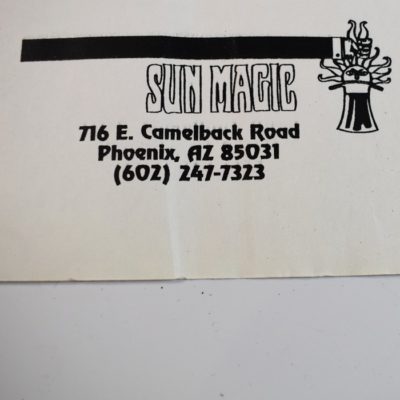 SUN MAGIC
716 E. Camelback Road
Phoenix, AZ 85031
(602) 247-7323